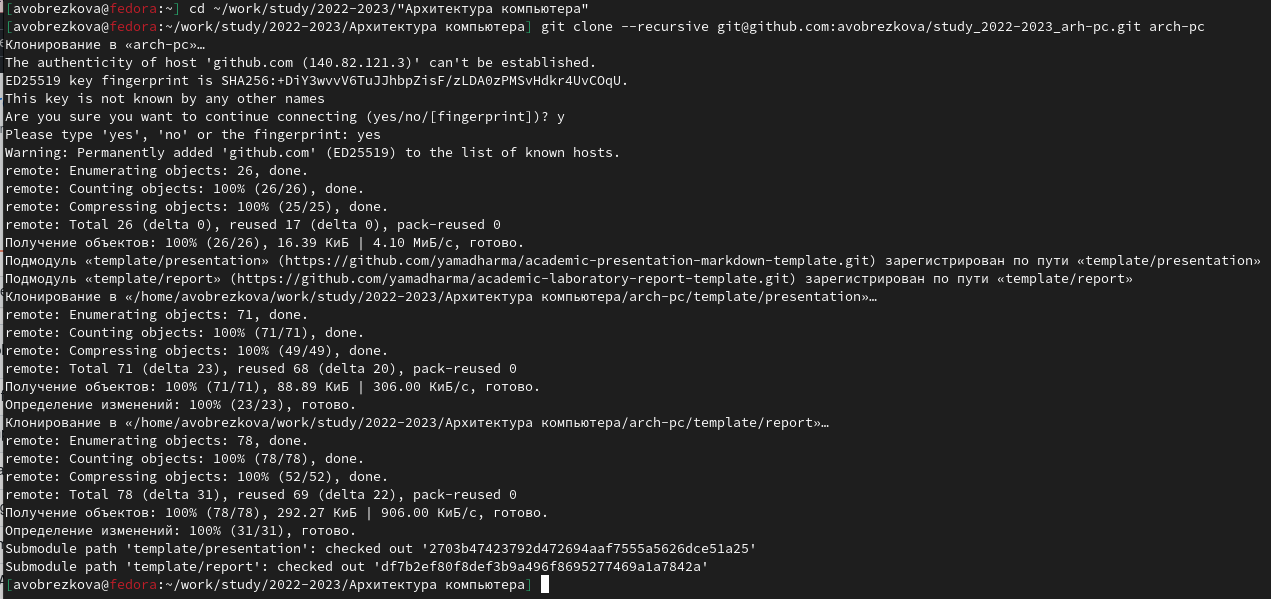 [avobrezkova@fedora:~] cd ~/work/study/2022-2023/"Архитектура компьютера"
[avobrezkova@fedora:~/work/study/2022-2023/Архитектура компьютера] git clone --recursive git@github.com:avobrezkova/study_2022-2023_arh-pc.git arch-pc
Клонирование в «arch-pc»…
The authenticity of host 'github.com (140.82.121.3)' can't be established.
ED25519 key fingerprint is SHA256:+DiY3wvvV6TuJJhbpZisF/zLDA0zPMSvHdkr4UvCOqU.
This key is not known by any other names
Are you sure you want to continue connecting (yes/no/[fingerprint])? y
Please type 'yes', 'no' or the fingerprint: yes
Warning: Permanently added 'github.com' (ED25519) to the list of known hosts.
remote: Enumerating objects: 26, done.
remote: Counting objects: 100% (26/26), done.
remote: Compressing objects: 100% (25/25), done.
remote: Total 26 (delta 0), reused 17 (delta 0), pack-reused 0
Получение объектов: 100% (26/26), 16.39 КиБ | 4.10 МиБ/с, готово.
Подмодуль «template/presentation» (https://github.com/yamadharma/academic-presentation-markdown-template.git) зарегистрирован по пути «template/presentation»
Подмодуль «template/report» (https://github.com/yamadharma/academic-laboratory-report-template.git) зарегистрирован по пути «template/report»
Клонирование в «/home/avobrezkova/work/study/2022-2023/Архитектура компьютера/arch-pc/template/presentation»…
remote: Enumerating objects: 71, done.
remote: Counting objects: 100% (71/71), done.
remote: Compressing objects: 100% (49/49), done.
remote: Total 71 (delta 23), reused 68 (delta 20), pack-reused 0
Получение объектов: 100% (71/71), 88.89 КиБ | 306.00 КиБ/с, готово.
Определение изменений: 100% (23/23), готово.
Клонирование в «/home/avobrezkova/work/study/2022-2023/Архитектура компьютера/arch-pc/template/report»…
remote: Enumerating objects: 78, done.
remote: Counting objects: 100% (78/78), done.
remote: Compressing objects: 100% (52/52), done.
remote: Total 78 (delta 31), reused 69 (delta 22), pack-reused 0
Получение объектов: 100% (78/78), 292.27 КиБ | 906.00 КиБ/с, готово.
Определение изменений: 100% (31/31), готово.
Submodule path 'template/presentation': checked out '2703b47423792d472694aaf7555a5626dce51a25'
Submodule path 'template/report': checked out 'df7b2ef80f8def3b9a496f8695277469a1a7842a'
[avobrezkova@fedora:~/work/study/2022-2023/Архитектура компьютера]